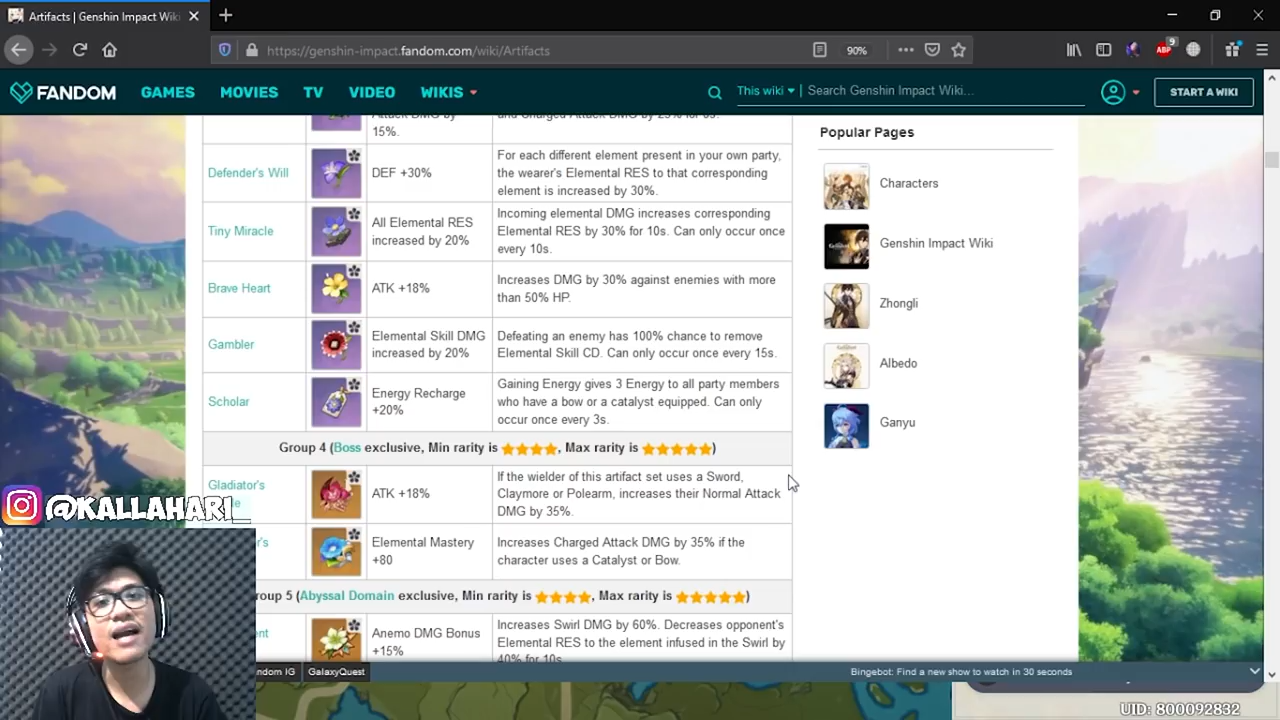 Artifacts | Genshin Impact Wiki
https://genshin-impact.fandom.com/wiki/Artifacts
90%
9
ABP
FANDOM
GAMES
MOVIES
TV
VIDEO
WIKIS
This wiki
Search Genshin Impact Wiki...
START A WIKI
15%.
Defender's Will
DEF +30%
For each different element present in your own party,
the wearer's Elemental RES to that corresponding
element is increased by 30%.
Tiny Miracle
All Elemental RES
increased by 20%
Incoming elemental DMG increases corresponding
Elemental RES by 30% for 10s. Can only occur once
every 10s.
Brave Heart
ATK +18%
Increases DMG by 30% against enemies with more
than 50% HP.
Gambler
Elemental Skill DMG
increased by 20%
Defeating an enemy has 100% chance to remove
Elemental Skill CD. Can only occur once every 15s.
Scholar
Energy Recharge
+20%
Gaining Energy gives 3 Energy to all party members
who have a bow or a catalyst equipped. Can only
occur once every 3s.
Group 4 (Boss exclusive, Min rarity is ★★★★, Max rarity is ★★★★★)
Gladiator's
ATK +18%
If the wielder of this artifact set uses a Sword,
Claymore or Polearm, increases their Normal Attack
DMG by 35%.
Elemental Mastery
+80
Increases Charged Attack DMG by 35% if the
character uses a Catalyst or Bow.
Group 5 (Abyssal Domain exclusive, Min rarity is ★★★★, Max rarity is ★★★★★)
Anemo DMG Bonus
+15%
Increases Swirl DMG by 60%. Decreases opponent's
Elemental RES to the element infused in the Swirl by
40% for 10s.
Popular Pages
Characters
Genshin Impact Wiki
Zhongli
Albedo
Ganyu
@KALLAHARI_
GalaxyQuest
Bingebot: Find a new show to watch in 30 seconds
UID: 800092832